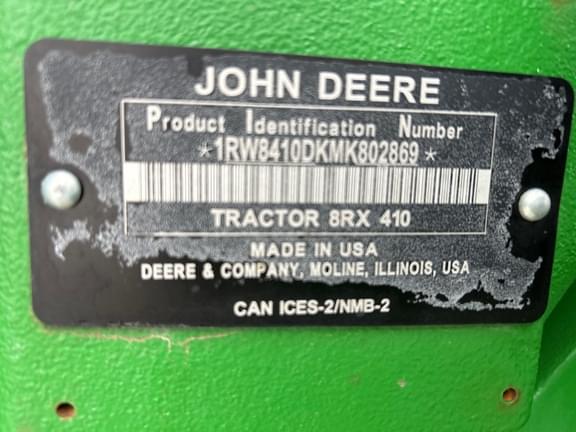 JOHN DEERE
Product Identification Number
*1RW8410DKMK802869*
TRACTOR 8RX 410
MADE IN USA
DEERE & COMPANY, MOLINE, ILLINOIS, USA
CAN ICES-2/NMB-2